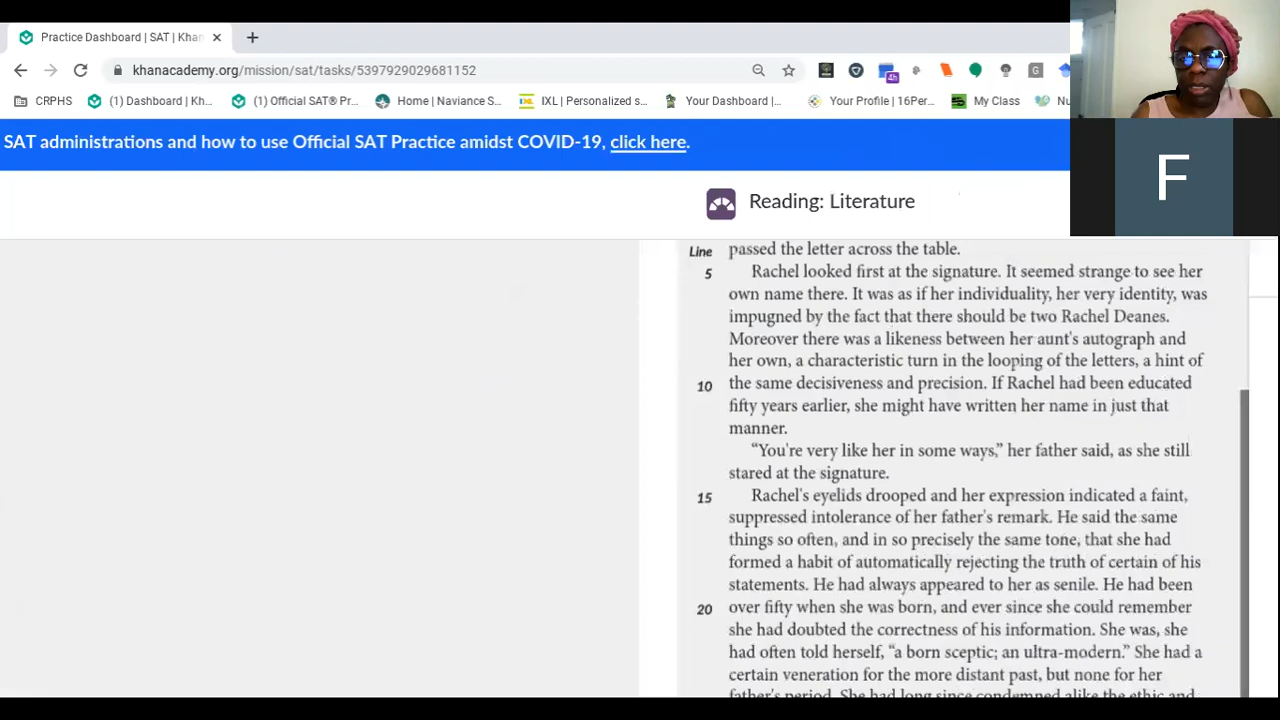 Practice Dashboard | SAT | Khan
khanacademy.org/mission/sat/tasks/5397929029681152
4h
G
CRPHS
(1) Dashboard | Kh...
(1) Official SAT® Pr...
Home | Naviance S...
IXL | Personalized s...
Your Dashboard |...
Your Profile | 16Per...
My Class
Nu
SAT administrations and how to use Official SAT Practice amidst COVID-19, click here.
F
Reading: Literature
Line passed the letter across the table.
5 Rachel looked first at the signature. It seemed strange to see her
own name there. It was as if her individuality, her very identity, was
impugned by the fact that there should be two Rachel Deanes.
Moreover there was a likeness between her aunt's autograph and
her own, a characteristic turn in the looping of the letters, a hint of
10 the same decisiveness and precision. If Rachel had been educated
fifty years earlier, she might have written her name in just that
manner.
“You're very like her in some ways,” her father said, as she still
stared at the signature.
15 Rachel's eyelids drooped and her expression indicated a faint,
suppressed intolerance of her father's remark. He said the same
things so often, and in so precisely the same tone, that she had
formed a habit of automatically rejecting the truth of certain of his
statements. He had always appeared to her as senile. He had been
20 over fifty when she was born, and ever since she could remember
she had doubted the correctness of his information. She was, she
had often told herself, “a born sceptic; an ultra-modern.” She had a
certain veneration for the more distant past, but none for her
father's period. She had long since condemned alike the ethic and